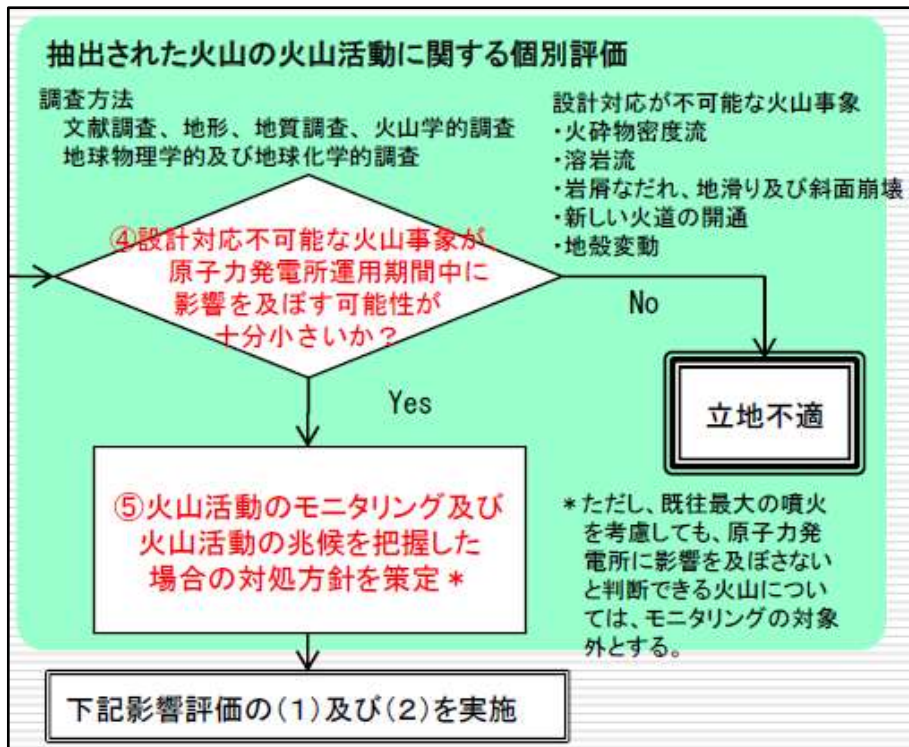 抽出された火山の火山活動に関する個別評価
調査方法
文献調査、地形、地質調査、火山学的調査
地球物理学的及び地球化学的調査
設計対応が不可能な火山事象
・火砕物密度流
・溶岩流
・岩屑なだれ、地滑り及び斜面崩壊
・新しい火道の開通
・地殻変動
④設計対応不可能な火山事象が、
原子力発電所運用期間中に
影響を及ぼす可能性が
十分小さいか？
No
Yes
立地不適
⑤火山活動のモニタリング及び
火山活動の兆候を把握した
場合の対処方針を策定＊
＊ただし、既往最大の噴火
を考慮しても、原子力発
電所に影響を及ぼさない
と判断できる火山につい
ては、モニタリングの対象
外とする。
下記影響評価の(１)及び(２)を実施